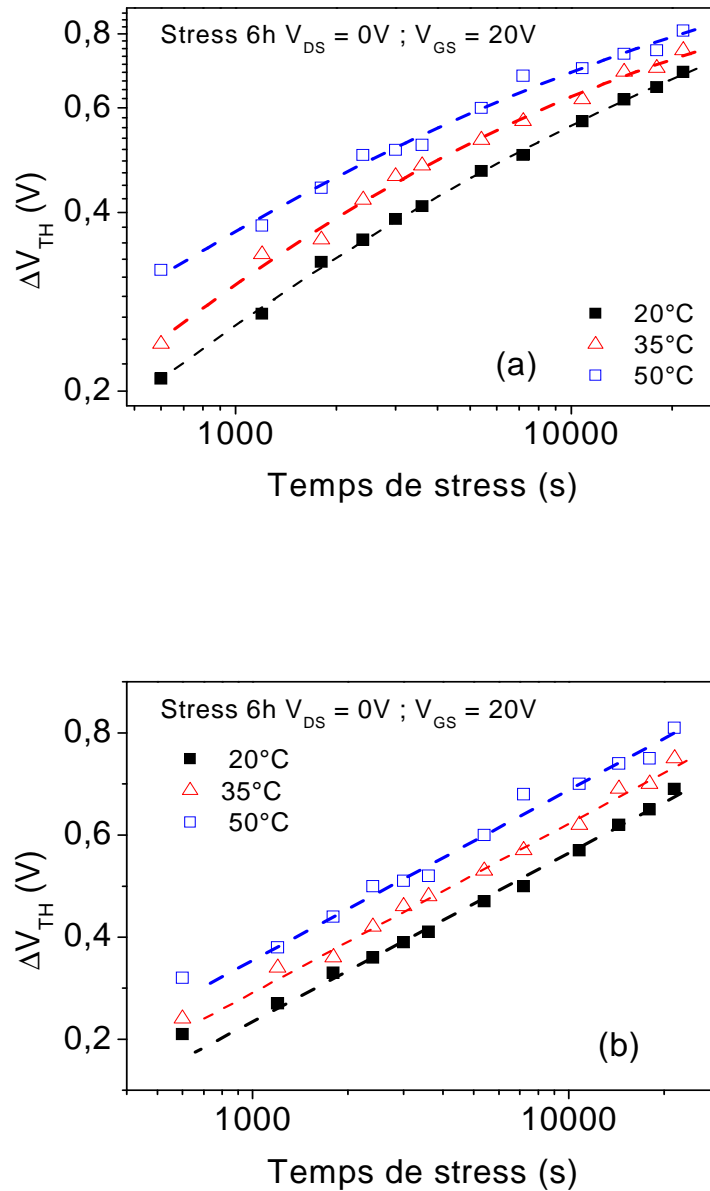 0,8
Stress 6h V_DS = 0V ; V_GS = 20V
0,6
0,4
ΔV_TH (V)
20°C
35°C
50°C
(a)
0,2
1000
10000
Temps de stress (s)
Stress 6h V_DS = 0V ; V_GS = 20V
0,8
20°C
35°C
50°C
0,6
ΔV_TH (V)
0,4
0,2
(b)
1000
10000
Temps de stress (s)